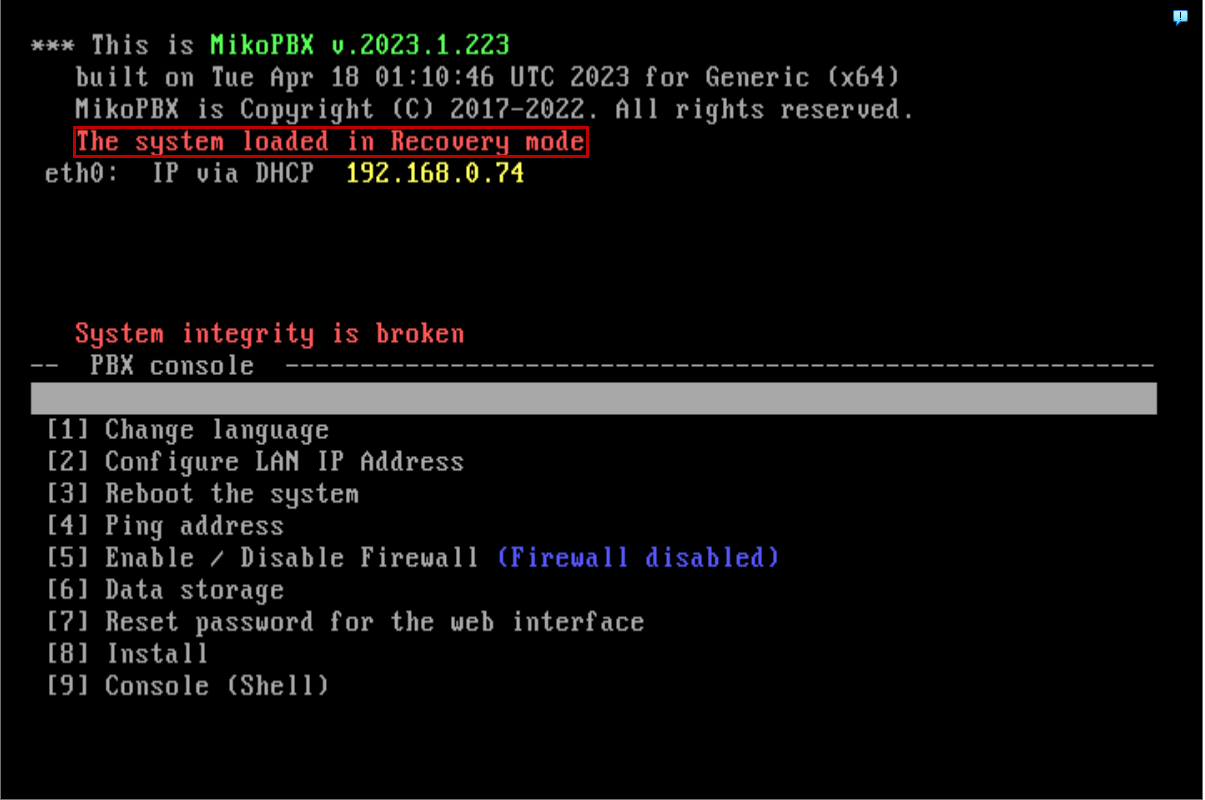 *** This is MikoPBX v.2023.1.223
built on Tue Apr 18 01:10:46 UTC 2023 for Generic (x64)
MikoPBX is Copyright (C) 2017-2022. All rights reserved.
The system loaded in Recovery mode
eth0: IP via DHCP 192.168.0.74
System integrity is broken
-- PBX console ----------------------------------------------------------
[1] Change language
[2] Configure LAN IP Address
[3] Reboot the system
[4] Ping address
[5] Enable / Disable Firewall (Firewall disabled)
[6] Data storage
[7] Reset password for the web interface
[8] Install
[9] Console (Shell)